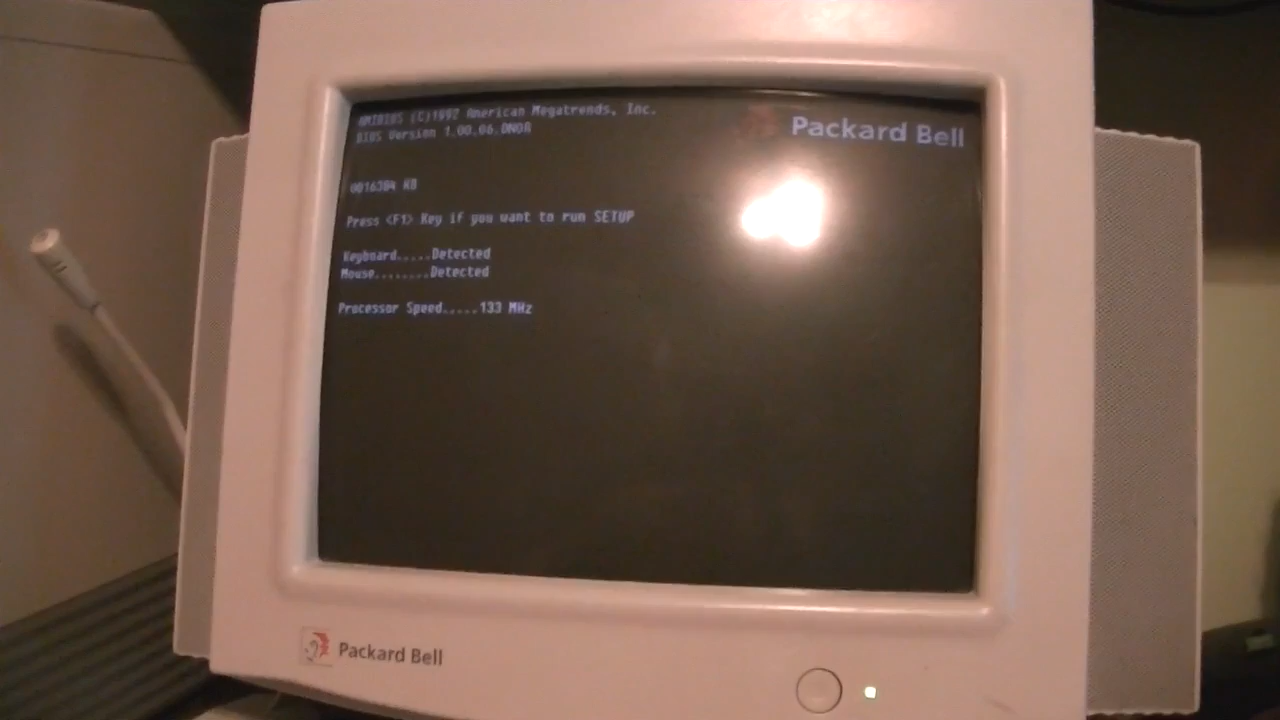 AMIBIOS (C)1992 American Megatrends, Inc.
BIOS Version 1.00.06.DN0R
Packard Bell
0016384 KB
Press <F1> Key if you want to run SETUP
Keyboard.....Detected
Mouse........Detected
Processor Speed.....133 MHz
Packard Bell